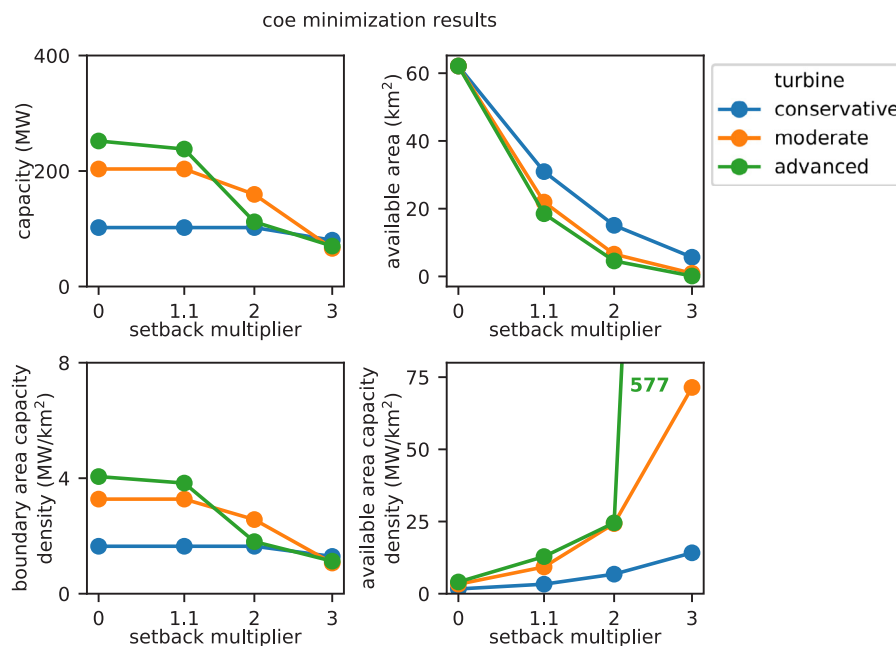 coe minimization results
capacity (MW)
400
200
0
0 1.1 2 3
setback multiplier
available area (km²)
60
40
20
0
0 1.1 2 3
setback multiplier
turbine
conservative
moderate
advanced
boundary area capacity
density (MW/km²)
8
4
0
0 1.1 2 3
setback multiplier
available area capacity
density (MW/km²)
75
50
25
0
577
0 1.1 2 3
setback multiplier